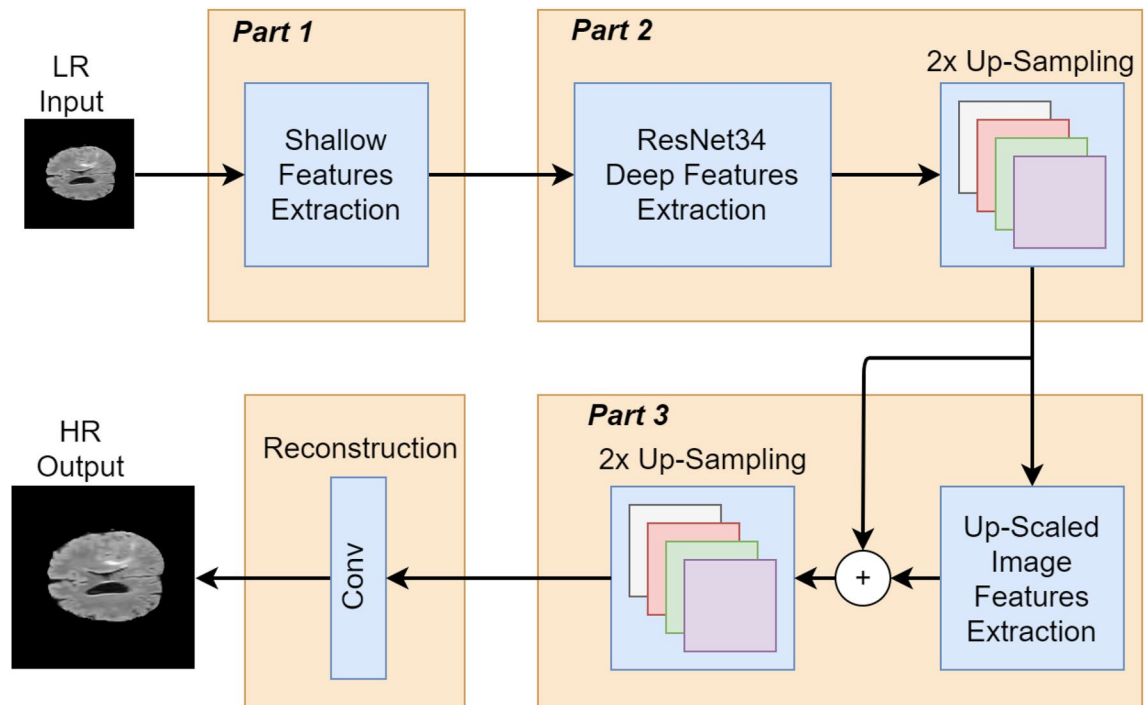 Part 1
Part 2
LR
Input
Shallow
Features
Extraction
ResNet34
Deep Features
Extraction
2x Up-Sampling
HR
Output
Reconstruction
Conv
Part 3
2x Up-Sampling
+
Up-Scaled
Image
Features
Extraction